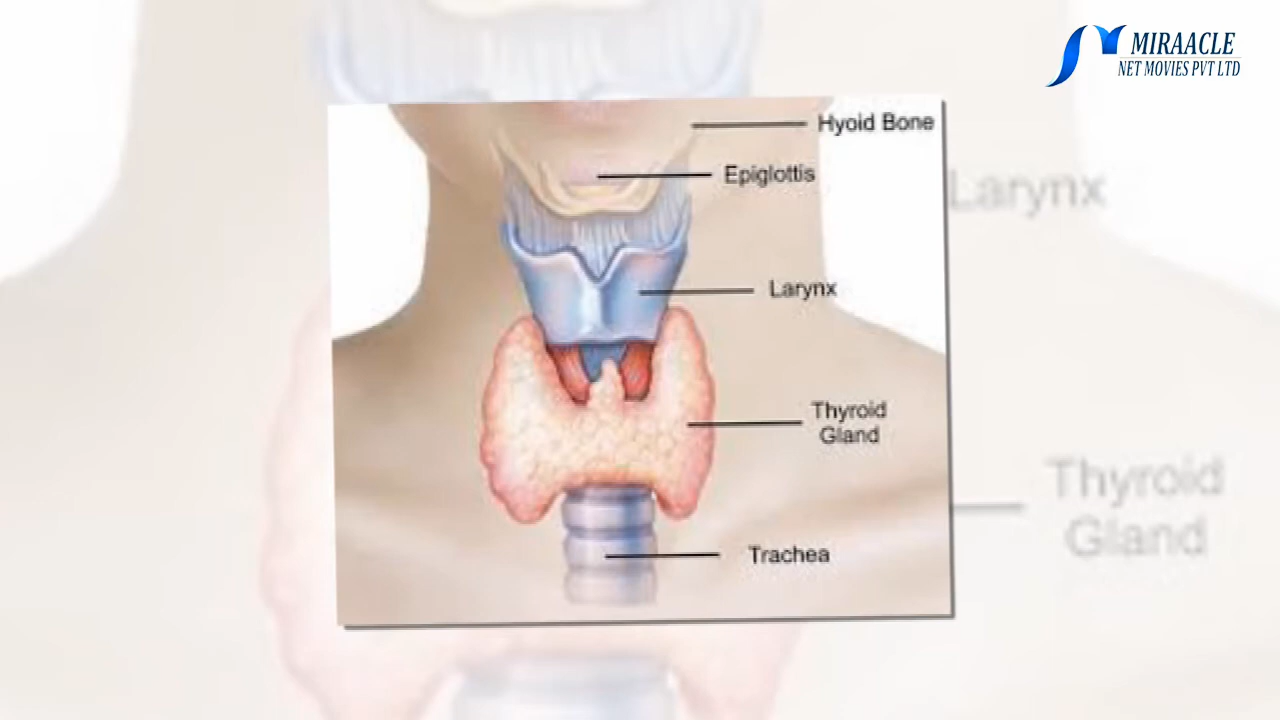 MIRAACLE
NET MOVIES PVT LTD
Hyoid Bone
Epiglottis
Larynx
Larynx
Thyroid
Gland
Thyroid
Gland
Trachea